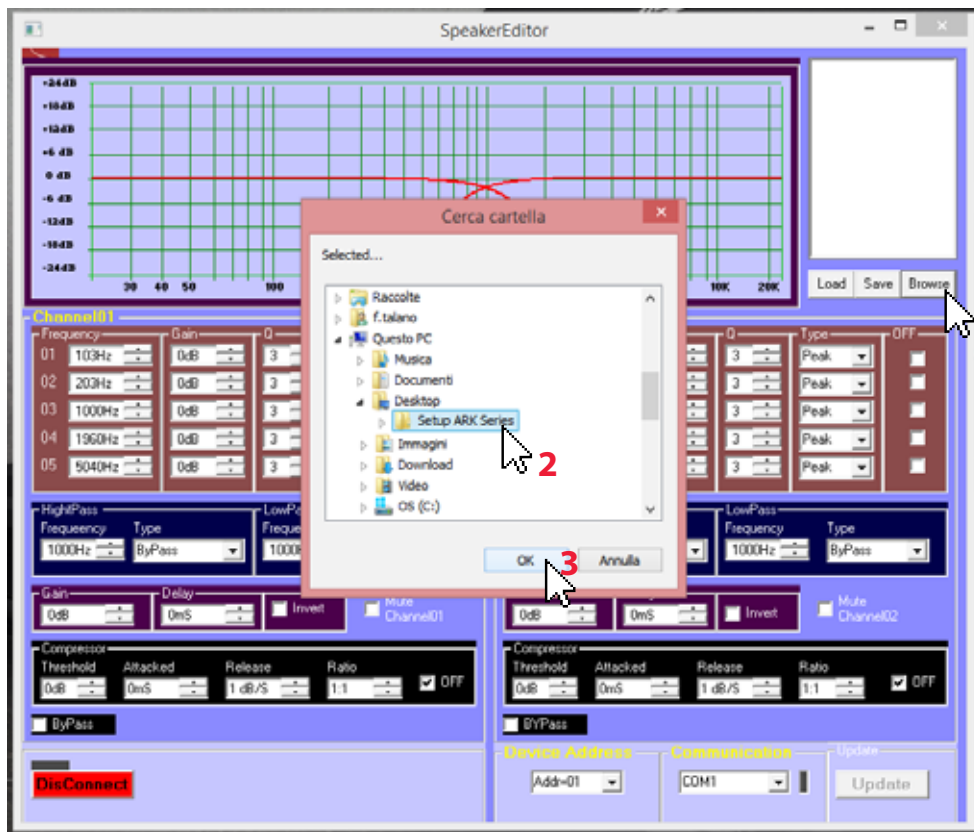 SpeakerEditor
+24dB
+18dB
+12dB
+6 dB
0 dB
-6 dB
-12dB
-18dB
-24dB
30 40 50 100 10K 20K
Load Save Browse
Cerca cartella
Selected...
Raccolte
f.talano
Questo PC
Musica
Documenti
Desktop
Setup ARK Series
2
Immagini
Download
Video
OS (C:)
OK
3
Annulla
Channel01
Frequency Gain Q
01 103Hz 0dB 3
02 203Hz 0dB 3
03 1000Hz 0dB 3
04 1960Hz 0dB 3
05 5040Hz 0dB 3
Q Type OFF
3 Peak
3 Peak
3 Peak
3 Peak
3 Peak
HightPass
Frequeency Type
1000Hz ByPass
LowPass
Frequency Type
1000Hz ByPass
Gain Delay
0dB 0mS Invert
Mute
Channel01
0dB 0mS Invert
Mute
Channel02
Compressor
Threshold Attacked Release Ratio
0dB 0mS 1 dB/S 1:1 OFF
Compressor
Threshold Attacked Release Ratio
0dB 0mS 1 dB/S 1:1 OFF
ByPass
BYPass
DisConnect
Device Address
Addr=01
Communication
COM1
Update
Update